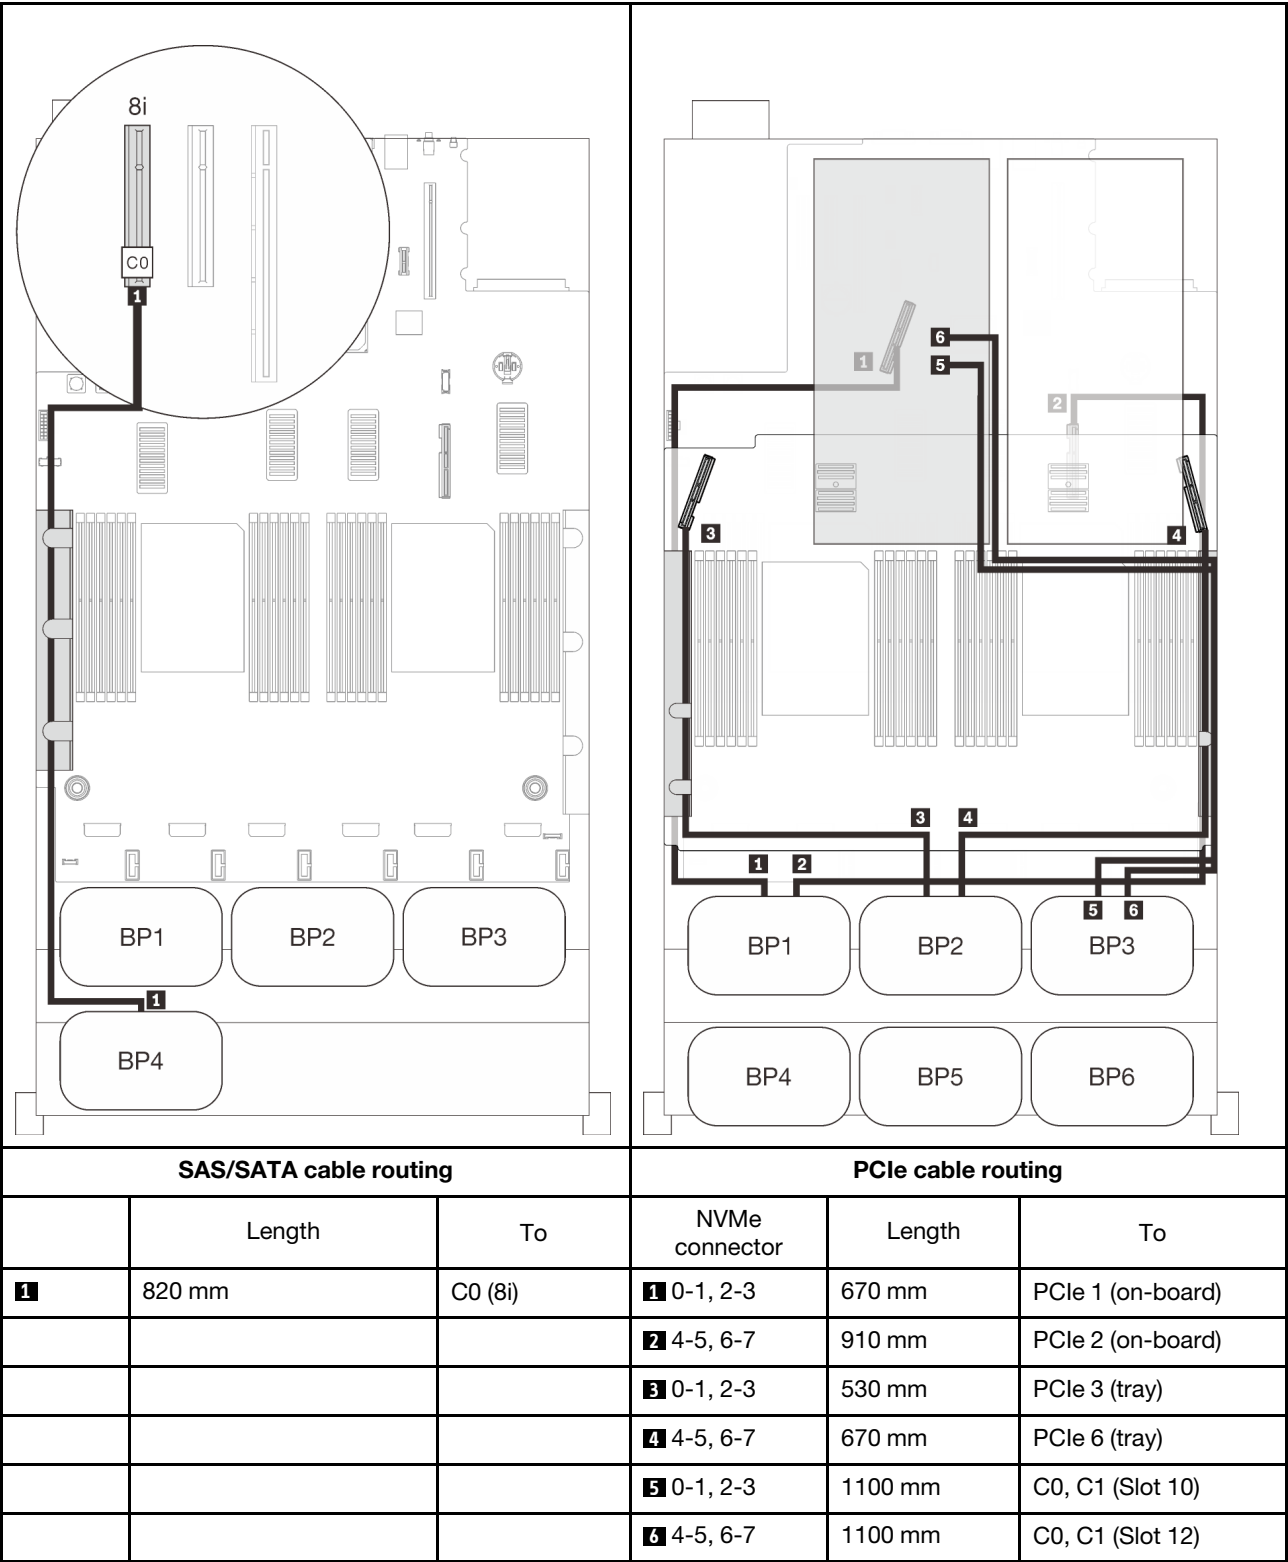 8i
C0
1
BP1
BP2
BP3
1
BP4
6
1
5
2
3
4
3
4
1
2
5
6
BP1
BP2
BP3
BP4
BP5
BP6
SAS/SATA cable routing
PCIe cable routing
Length
To
NVMe
connector
Length
To
1 820 mm C0 (8i) 1 0-1, 2-3 670 mm PCIe 1 (on-board)
2 4-5, 6-7 910 mm PCIe 2 (on-board)
3 0-1, 2-3 530 mm PCIe 3 (tray)
4 4-5, 6-7 670 mm PCIe 6 (tray)
5 0-1, 2-3 1100 mm C0, C1 (Slot 10)
6 4-5, 6-7 1100 mm C0, C1 (Slot 12)